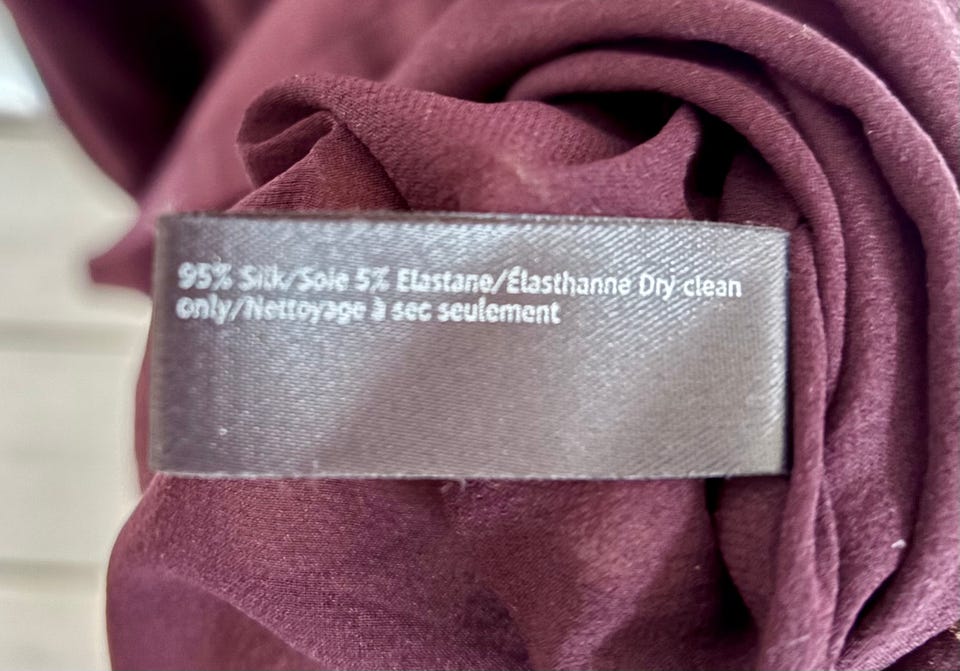 95% Silk/Soie 5% Elastane/Élasthanne Dry clean
only/Nettoyage à sec seulement